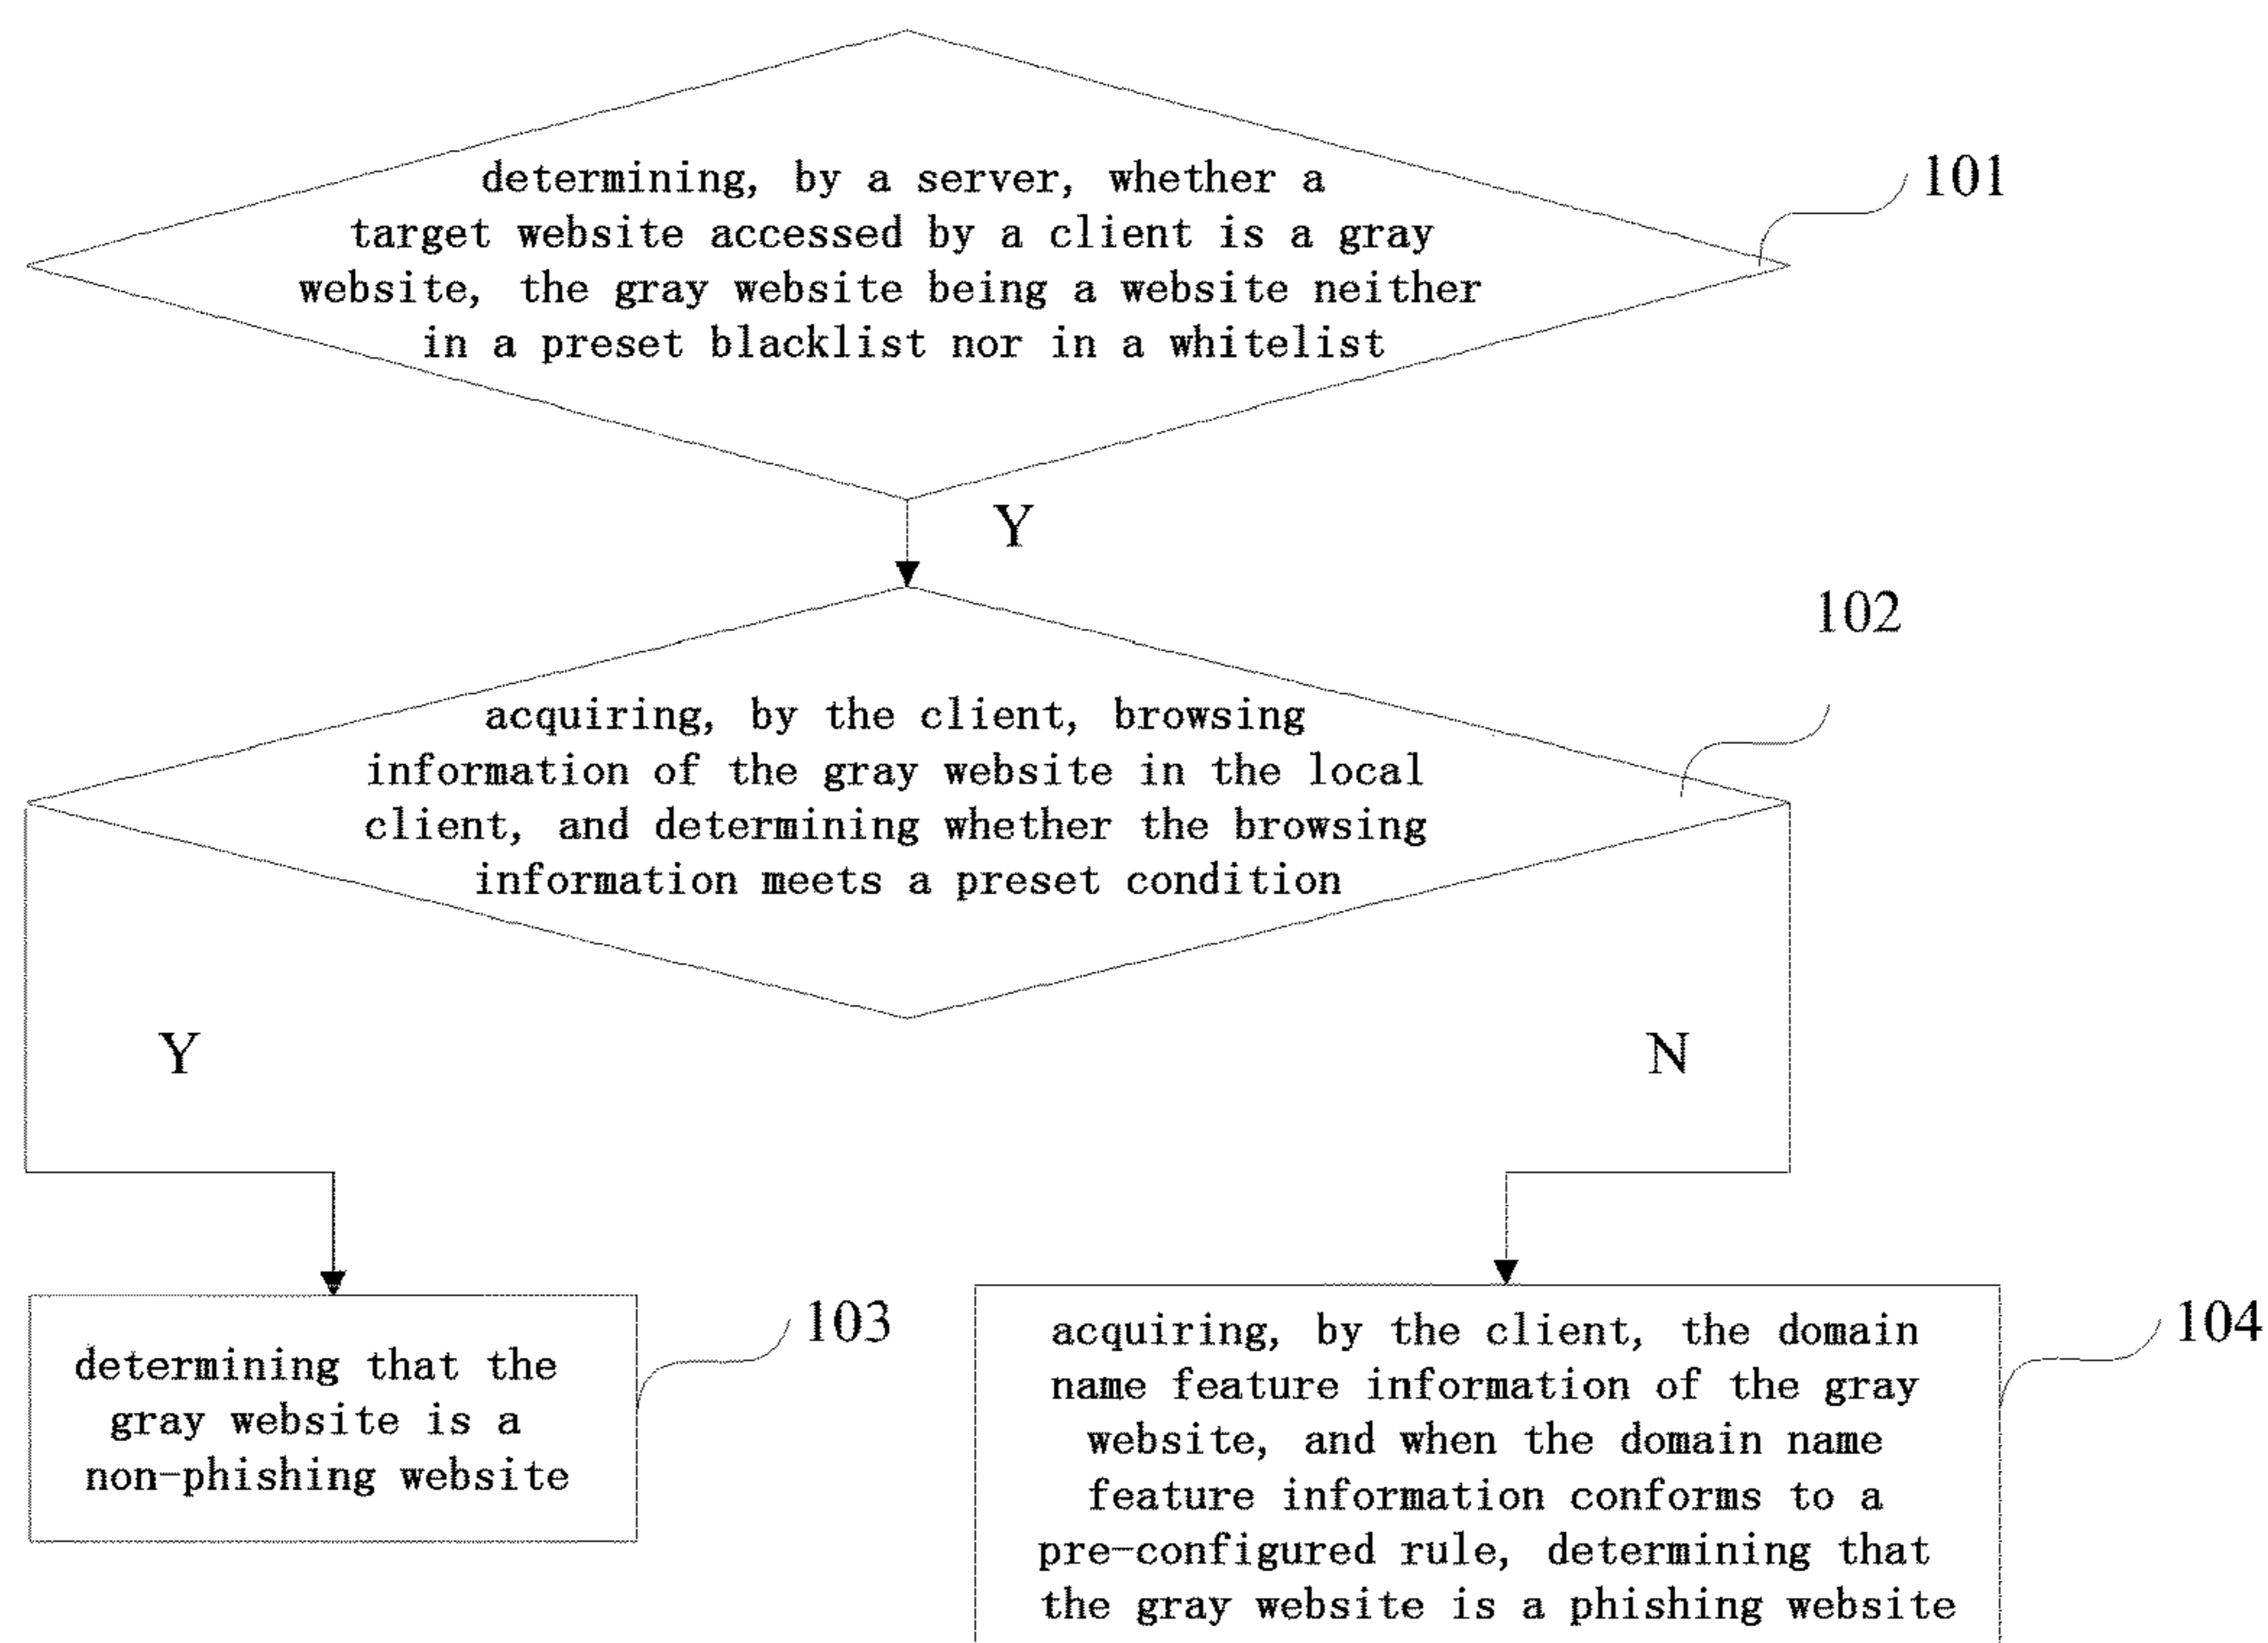 determining, by a server, whether a
target website accessed by a client is a gray
website, the gray website being a website neither
in a preset blacklist nor in a whitelist
101
Y
102
acquiring, by the client, browsing
information of the gray website in the local
client, and determining whether the browsing
information meets a preset condition
Y
N
determining that the
gray website is a
non-phishing website
103
acquiring, by the client, the domain
name feature information of the gray
website, and when the domain name
feature information conforms to a
pre-configured rule, determining that
the gray website is a phishing website
104